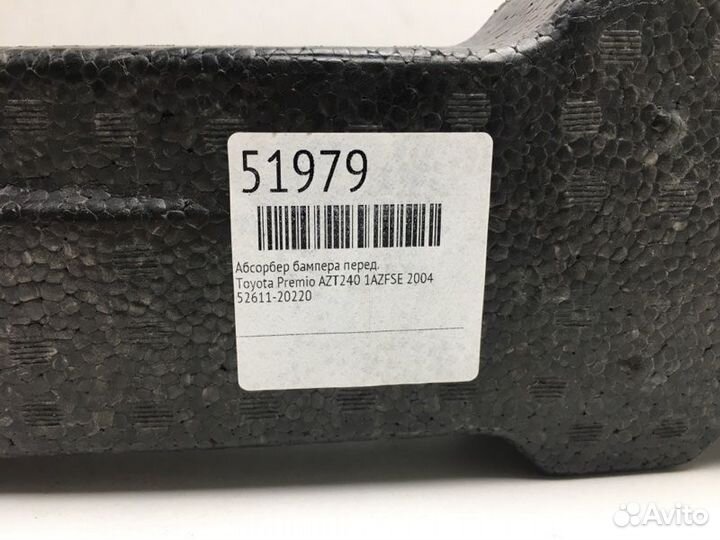 51979
Абсорбер бампера перед.
Toyota Premio AZT240 1AZFSE 2004
52611-20220
Avito